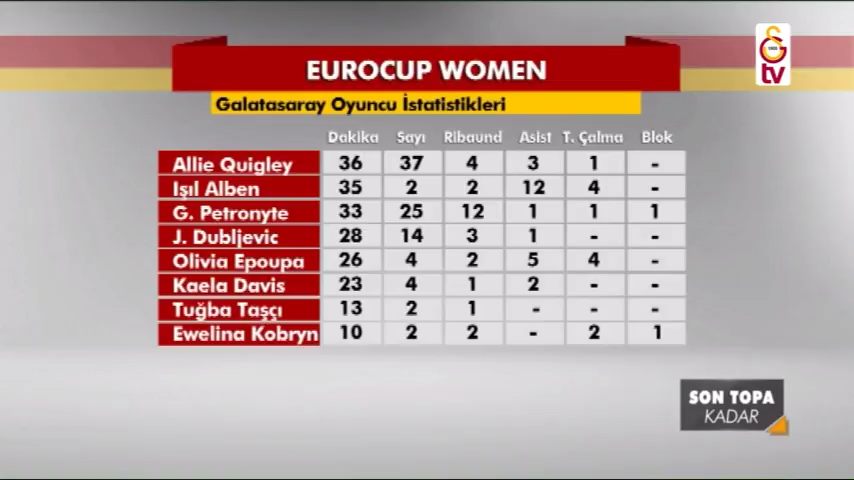 EUROCUP WOMEN
tv
Galatasaray Oyuncu İstatistikleri
Dakika Sayı Ribaund Asist T. Çalma Blok
Allie Quigley 36 37 4 3 1 -
Işıl Alben 35 2 2 12 4 -
G. Petronyte 33 25 12 1 1 1
J. Dubljevic 28 14 3 1 - -
Olivia Epoupa 26 4 2 5 4 -
Kaela Davis 23 4 1 2 - -
Tuğba Taşçı 13 2 1 - - -
Ewelina Kobryn 10 2 2 - 2 1
SON TOPA
KADAR